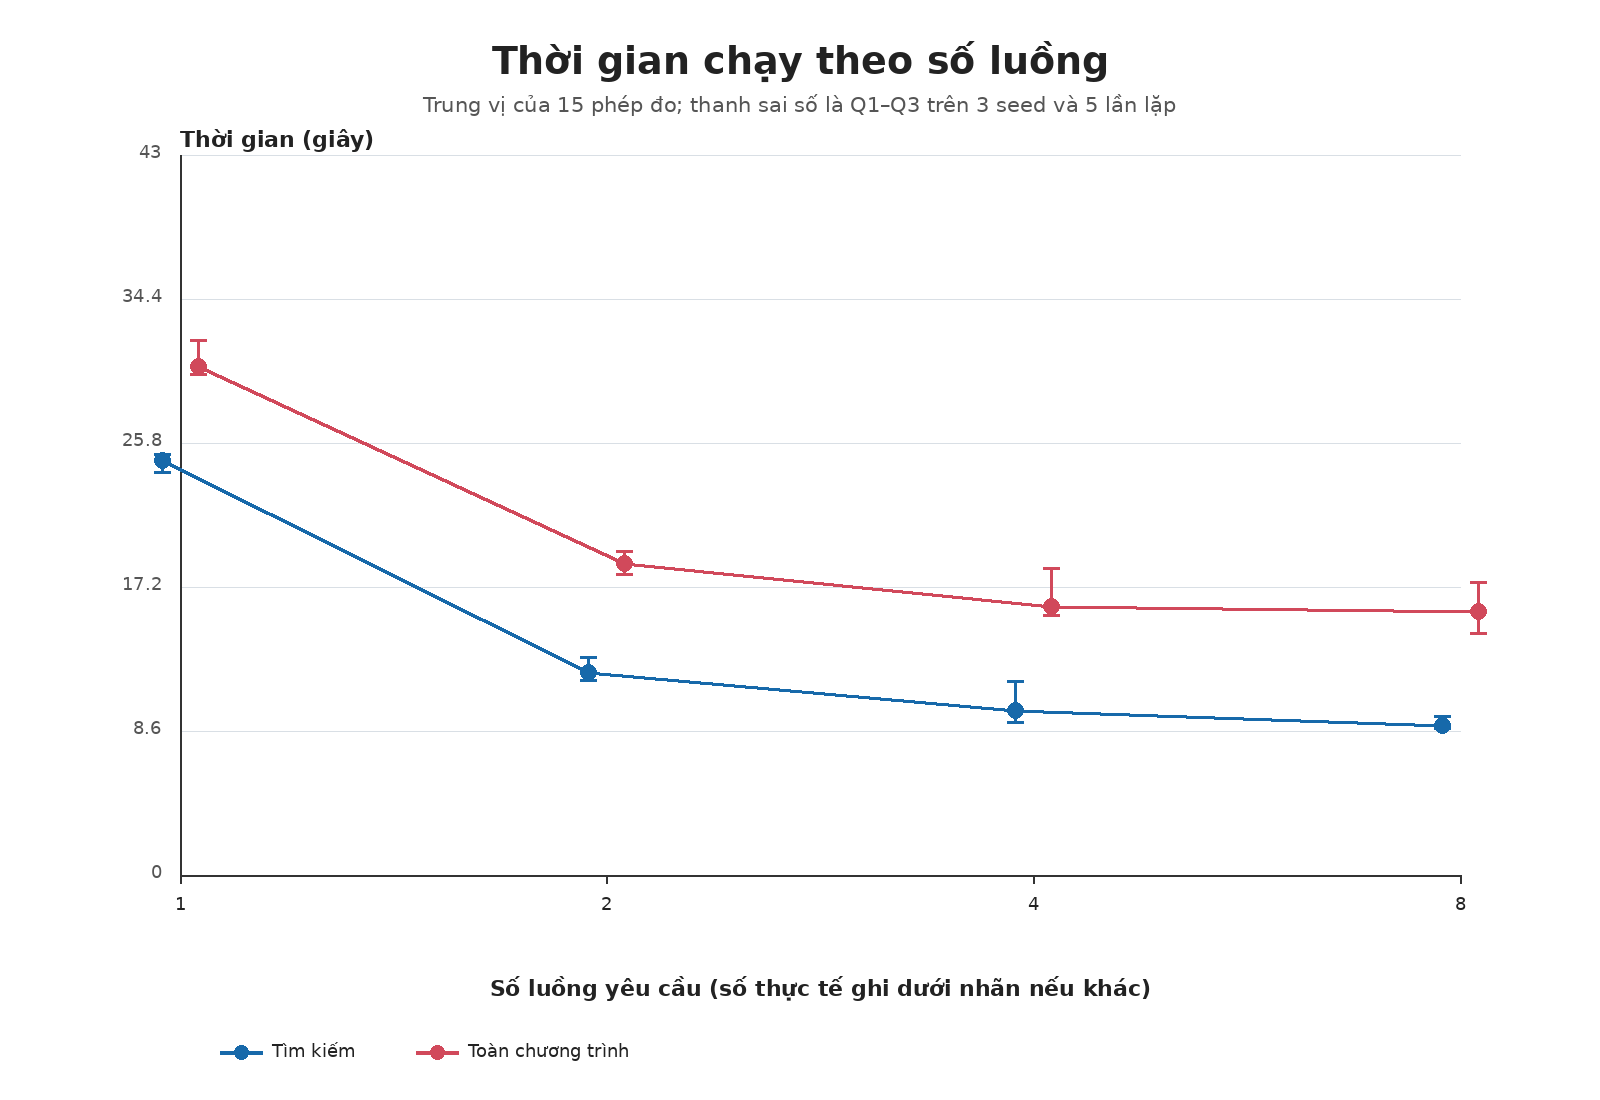 Thời gian chạy theo số luồng
Trung vị của 15 phép đo; thanh sai số là Q1–Q3 trên 3 seed và 5 lần lặp
Thời gian (giây)
43
34.4
25.8
17.2
8.6
0
1 2 4 8
Số luồng yêu cầu (số thực tế ghi dưới nhãn nếu khác)
Tìm kiếm Toàn chương trình